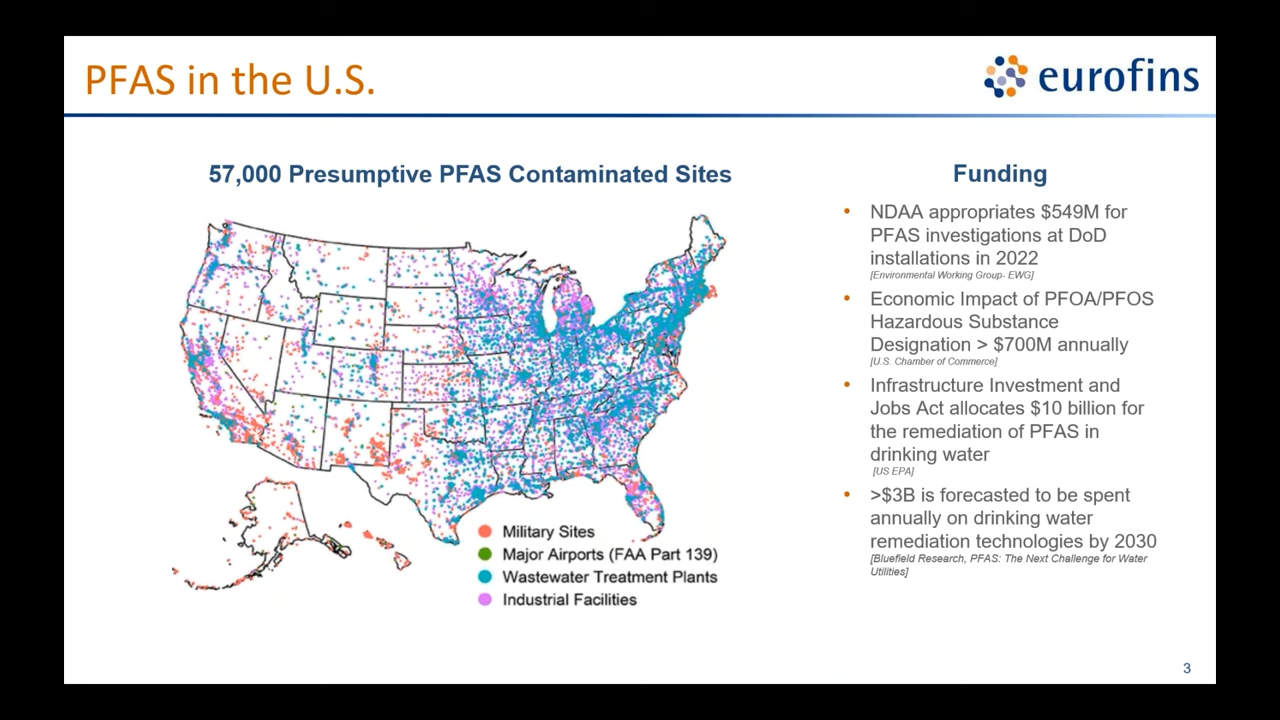 PFAS in the U.S.
eurofins
57,000 Presumptive PFAS Contaminated Sites
Military Sites
Major Airports (FAA Part 139)
Wastewater Treatment Plants
Industrial Facilities
Funding
• NDAA appropriates $549M for
PFAS investigations at DoD
installations in 2022
[Environmental Working Group- EWG]
• Economic Impact of PFOA/PFOS
Hazardous Substance
Designation > $700M annually
[U.S. Chamber of Commerce]
• Infrastructure Investment and
Jobs Act allocates $10 billion for
the remediation of PFAS in
drinking water
[US EPA]
• >$3B is forecasted to be spent
annually on drinking water
remediation technologies by 2030
[Bluefield Research, PFAS: The Next Challenge for Water
Utilities]
3